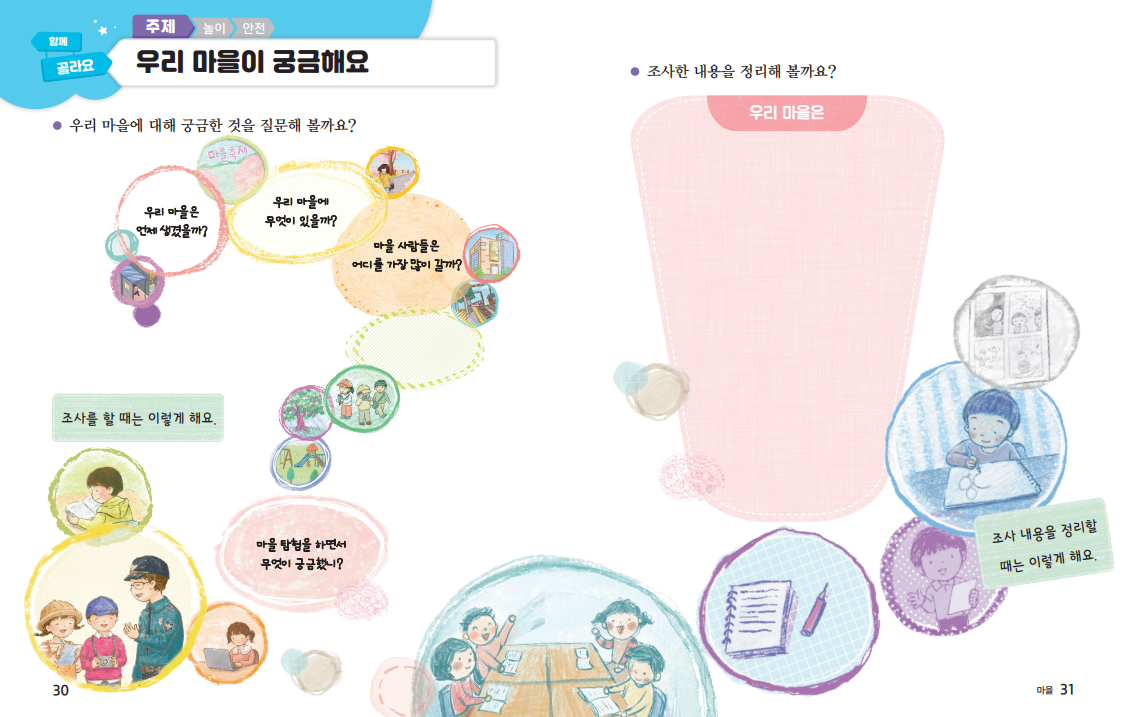 함께
골라요
주제 놀이 안전
우리 마을이 궁금해요
● 우리 마을에 대해 궁금한 것을 질문해 볼까요?
마을축제
우리 마을은
언제 생겼을까?
우리 마을에
무엇이 있을까?
마을 사람들은
어디를 가장 많이 갈까?
조사를 할 때는 이렇게 해요.
마을 탐험을 하면서
무엇이 궁금했니?
30
● 조사한 내용을 정리해 볼까요?
우리 마을은
조사 내용을 정리할
때는 이렇게 해요.
마을 31